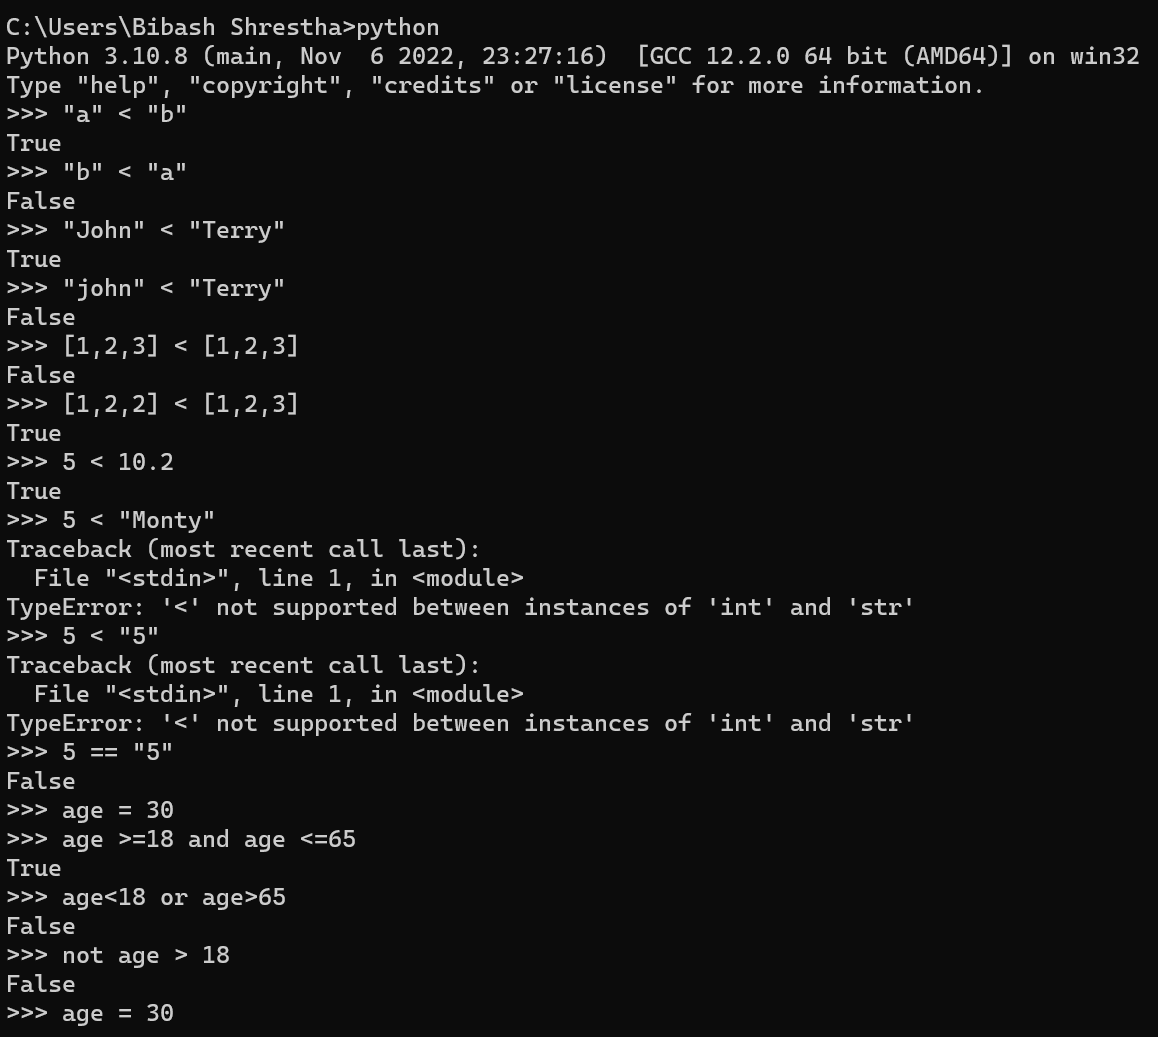 C:\Users\Bibash Shrestha>python
Python 3.10.8 (main, Nov  6 2022, 23:27:16)  [GCC 12.2.0 64 bit (AMD64)] on win32
Type "help", "copyright", "credits" or "license" for more information.
>>> "a" < "b"
True
>>> "b" < "a"
False
>>> "John" < "Terry"
True
>>> "john" < "Terry"
False
>>> [1,2,3] < [1,2,3]
False
>>> [1,2,2] < [1,2,3]
True
>>> 5 < 10.2
True
>>> 5 < "Monty"
Traceback (most recent call last):
  File "<stdin>", line 1, in <module>
TypeError: '<' not supported between instances of 'int' and 'str'
>>> 5 < "5"
Traceback (most recent call last):
  File "<stdin>", line 1, in <module>
TypeError: '<' not supported between instances of 'int' and 'str'
>>> 5 == "5"
False
>>> age = 30
>>> age >=18 and age <=65
True
>>> age<18 or age>65
False
>>> not age > 18
False
>>> age = 30